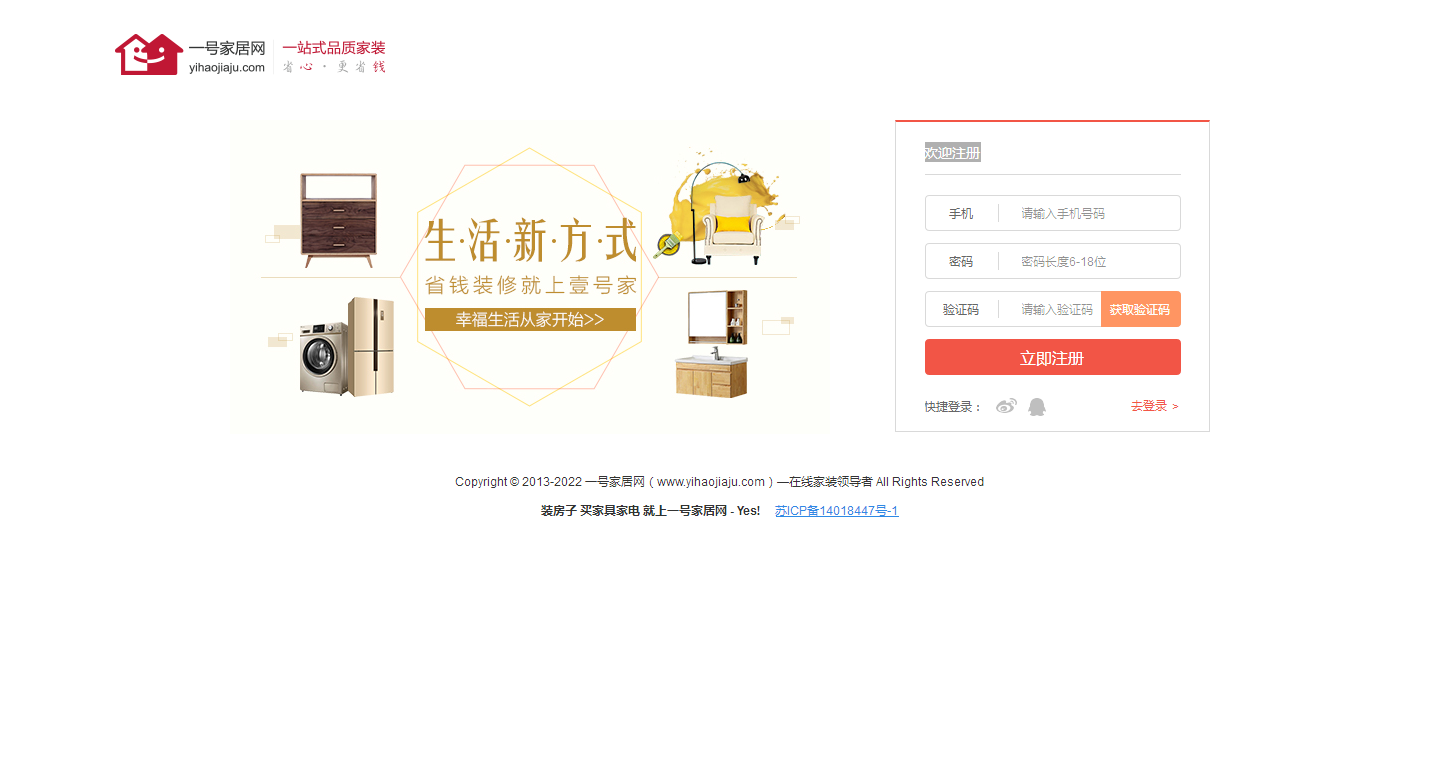 一号家居网
yihaojiaju.com
一站式品质家装
省心·更省钱
生·活·新·方·式
省钱装修就上壹号家
幸福生活从家开始>>
欢迎注册
手机 请输入手机号码
密码 密码长度6-18位
验证码 请输入验证码 获取验证码
立即注册
快捷登录： 去登录 >
Copyright © 2013-2022 一号家居网（www.yihaojiaju.com）—在线家装领导者 All Rights Reserved
装房子 买家具家电 就上一号家居网 - Yes! 苏ICP备14018447号-1